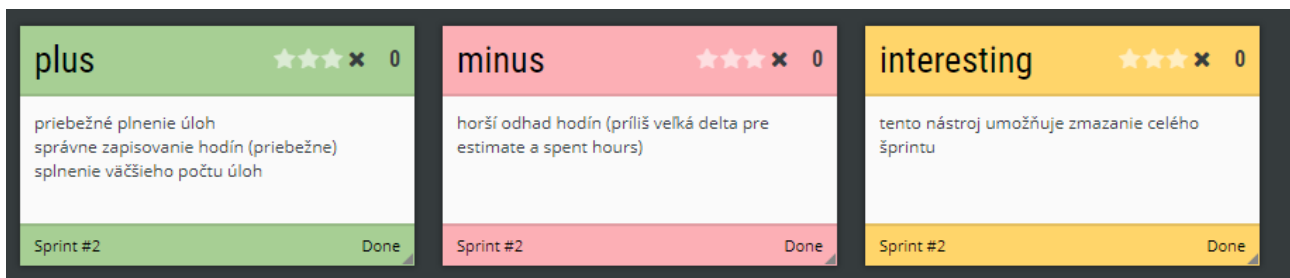 plus 0
priebežné plnenie úloh
správne zapisovanie hodín (priebežne)
splnenie väčšieho počtu úloh
Sprint #2 Done
minus 0
horší odhad hodín (príliš veľká delta pre
estimate a spent hours)
Sprint #2 Done
interesting 0
tento nástroj umožňuje zmazanie celého
šprintu
Sprint #2 Done